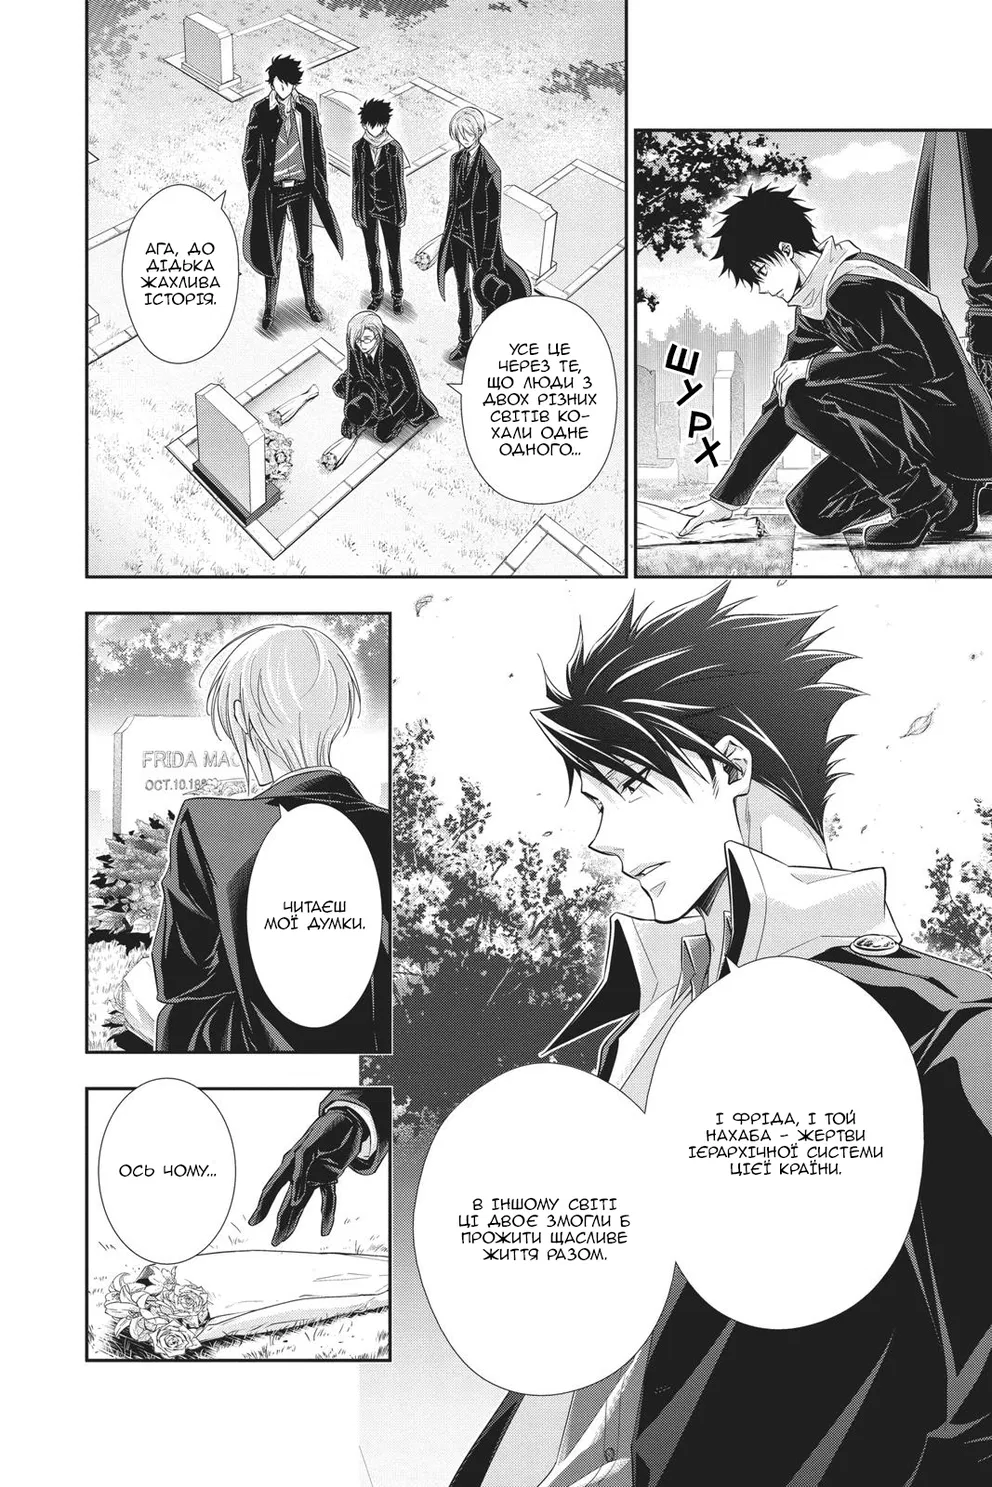 ШУРХ
УСЕ ЦЕ
ЧЕРЕЗ ТЕ,
ЩО ЛЮДИ З
ДВОХ РІЗНИХ
СВІТІВ КО-
ХАЛИ ОДНЕ
ОДНОГО...
АГА, ДО
ДІДЬКА
ЖАХЛИВА
ІСТОРІЯ.
І ФРІДА, І ТОЙ
НАХАБА – ЖЕРТВИ
ІЄРАРХІЧНОЇ СИСТЕМИ
ЦІЄЇ КРАЇНИ.
В ІНШОМУ СВІТІ
ЦІ ДВОЄ ЗМОГЛИ Б
ПРОЖИТИ ЩАСЛИВЕ
ЖИТТЯ РАЗОМ.
FRIDA MA
OCT.10.18
ЧИТАЄШ
МОЇ ДУМКИ.
ОСЬ ЧОМУ...